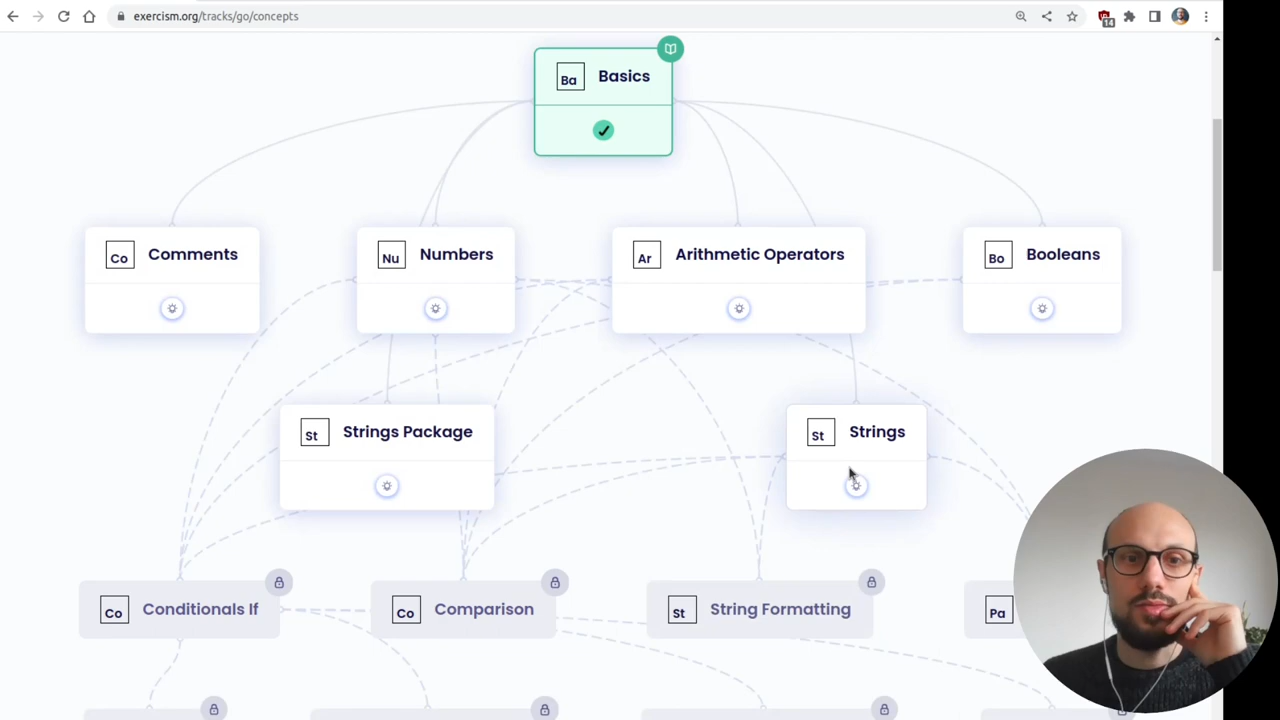 exercism.org/tracks/go/concepts
14
Ba Basics
Co Comments
Nu Numbers
Ar Arithmetic Operators
Bo Booleans
St Strings Package
St Strings
Co Conditionals If
Co Comparison
St String Formatting
Pa